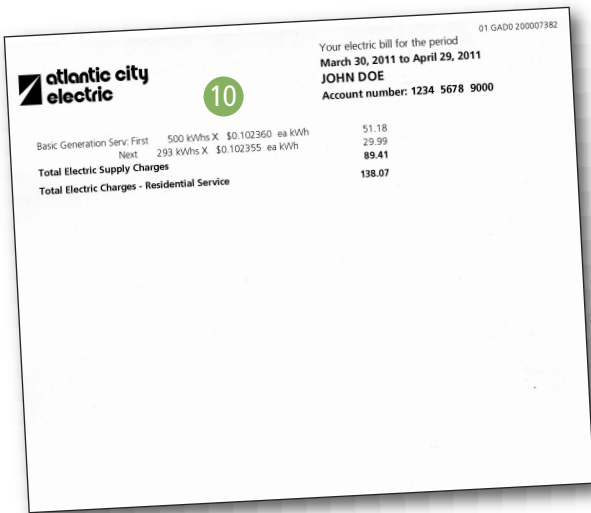 01 GAD0 200007382
atlantic city
electric
10
Your electric bill for the period
March 30, 2011 to April 29, 2011
JOHN DOE
Account number: 1234 5678 9000
Basic Generation Serv: First 500 kWhs X $0.102360 ea kWh 51.18
Next 293 kWhs X $0.102355 ea kWh 29.99
Total Electric Supply Charges 89.41
Total Electric Charges - Residential Service 138.07